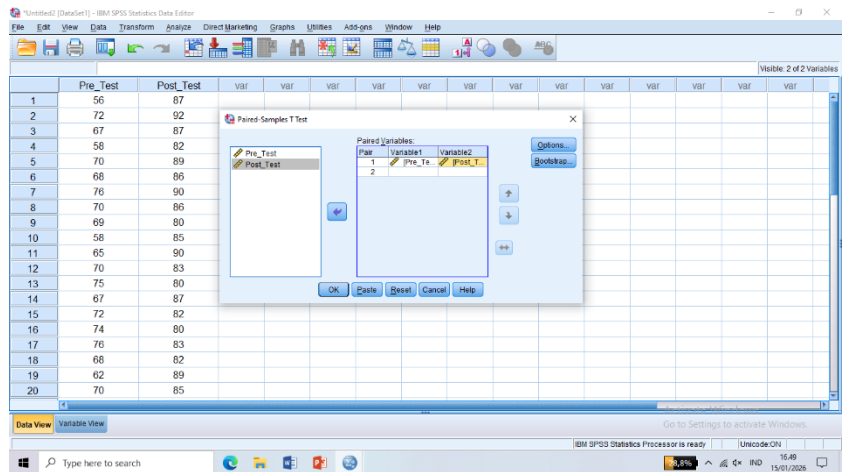 *Untitled2 [DataSet1] - IBM SPSS Statistics Data Editor
File Edit View Data Transform Analyze Direct Marketing Graphs Utilities Add-ons Window Help
Visible: 2 of 2 Variables
Pre_Test Post_Test var var var var var var var var var var var var
1 56 87
2 72 92
3 67 87
4 58 82
5 70 89
6 68 86
7 76 90
8 70 86
9 69 80
10 58 85
11 65 90
12 70 83
13 75 80
14 67 87
15 72 82
16 74 80
17 76 83
18 68 82
19 62 89
20 70 85
Paired-Samples T Test
Pre_Test
Post_Test
Paired Variables:
Pair Variable1 Variable2
1 [Pre_Te... [Post_T...
2
Options...
Bootstrap...
OK Paste Reset Cancel Help
Data View Variable View
Go to Settings to activate Windows.
IBM SPSS Statistics Processor is ready Unicode:ON
Type here to search
28,8% IND 16.49
15/01/2026